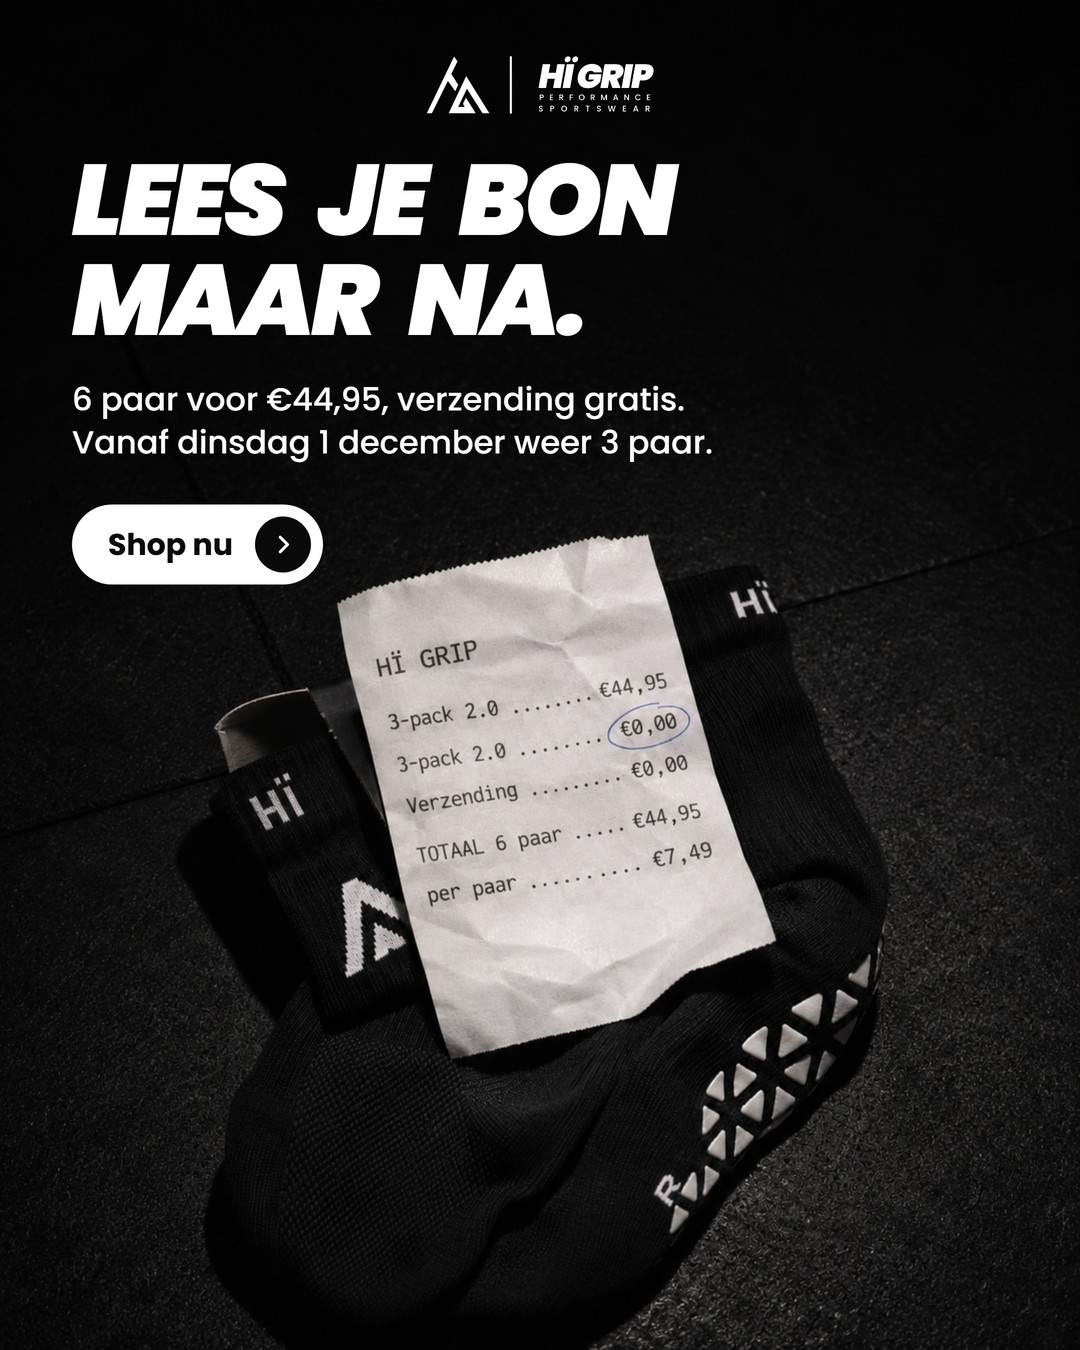 HÏ GRIP
PERFORMANCE
SPORTSWEAR
LEES JE BON
MAAR NA.
6 paar voor €44,95, verzending gratis.
Vanaf dinsdag 1 december weer 3 paar.
Shop nu
HÏ
HÏ GRIP
3-pack 2.0 ........ €44,95
3-pack 2.0 ........ €0,00
Verzending ......... €0,00
TOTAAL 6 paar ..... €44,95
per paar .......... €7,49
HÏ
R